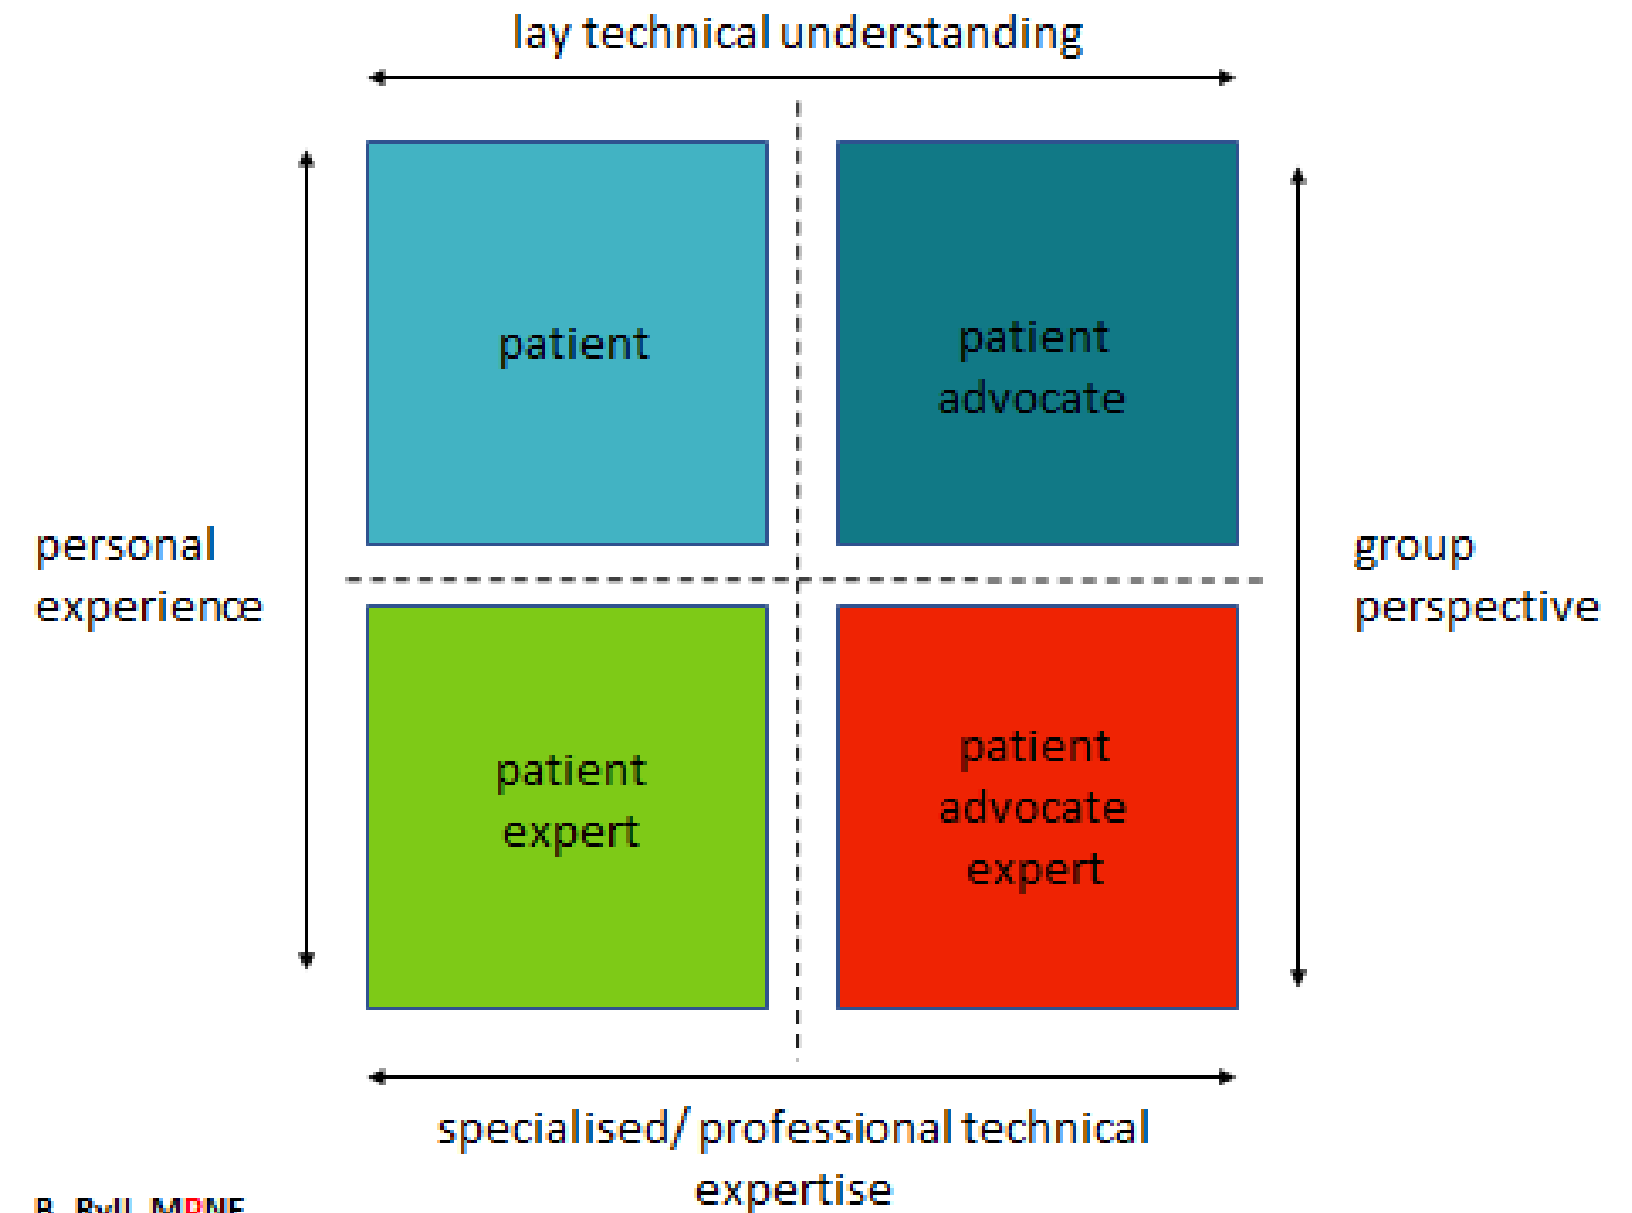 lay technical understanding
patient
patient
advocate
personal
experience
group
perspective
patient
expert
patient
advocate
expert
specialised/ professional technical
expertise